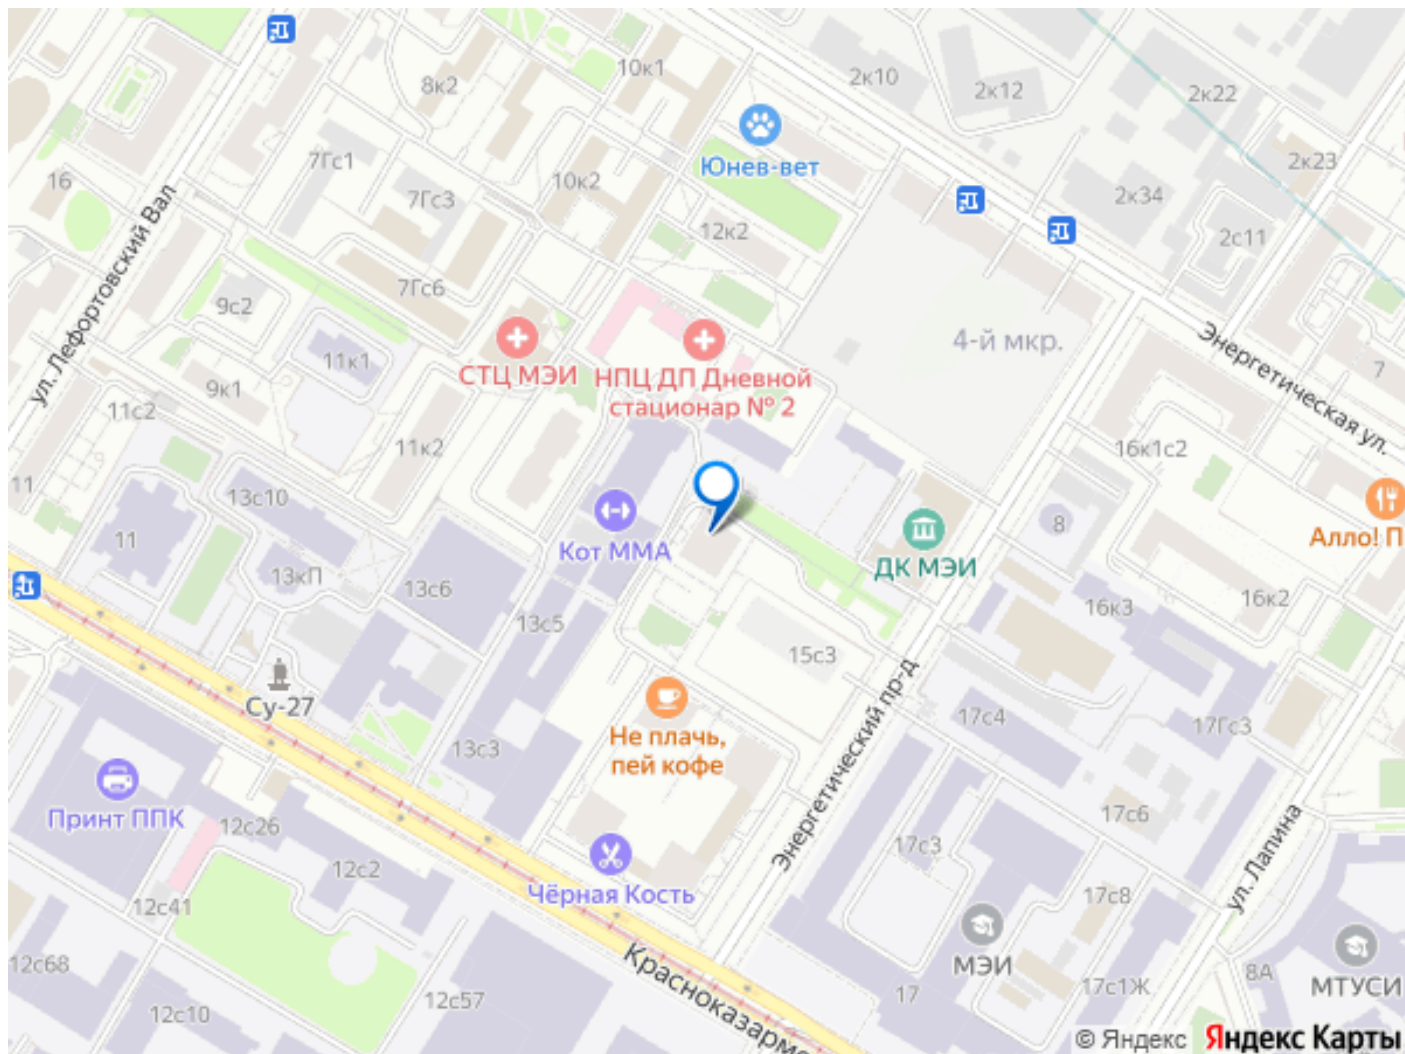 10к1
2к10
8к2
2к12
2к22
Юнев-вет
7Гс1
2к23
16
10к2
7Гс3
2к34
12к2
2с11
ул. Лефортовский Вал
7Гс6
9с2
4-й мкр.
Энергетическая ул.
11к1
СТЦ МЭИ
НПЦ ДП Дневной
стационар № 2
7
9к1
11с2
11к2
16к1с2
11
13с10
8
11
Кот ММА
ДК МЭИ
Алло! П
13кП
13с6
16к2
16к3
13с5
15с3
Су-27
17с4
17Гс3
Не плачь,
пей кофе
13с3
Энергетический пр-д
Принт ППК
12с26
17с6
17с3
12с2
ул. Лапина
Чёрная Кость
12с41
17с8
МЭИ
12с68
Красноказарме
8А
17с1Ж
МТУСИ
12с57
17
12с10
© Яндекс Яндекс Карты